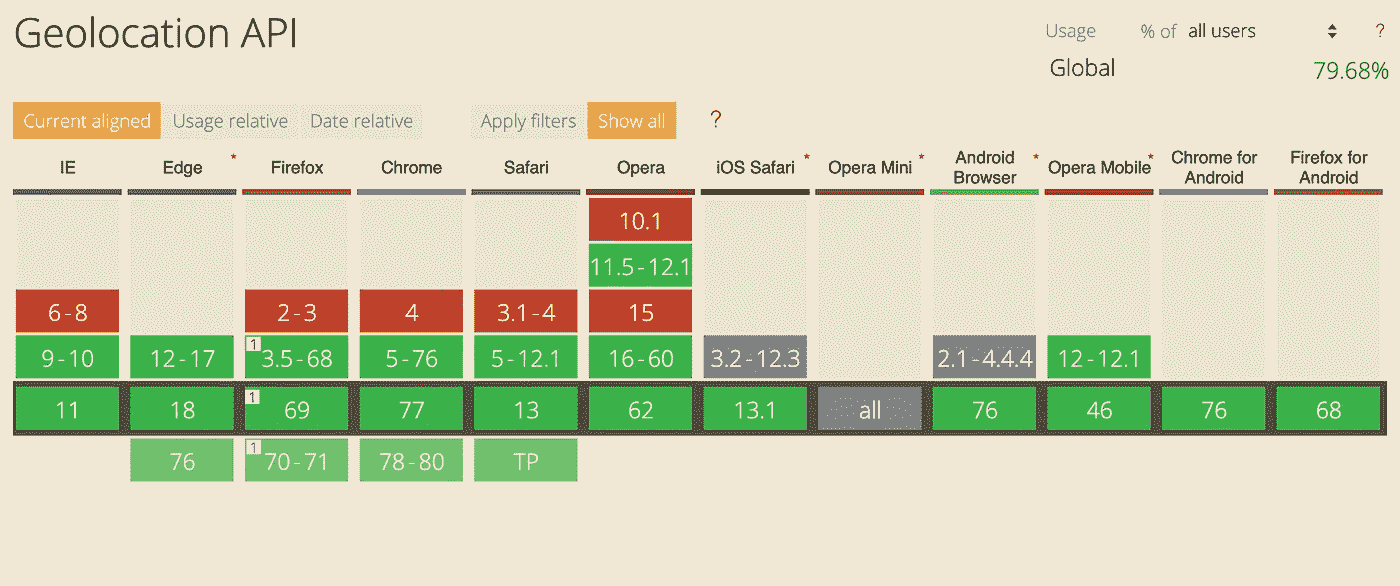 Geolocation API
Usage % of all users ?
Global 79.68%
Current aligned Usage relative Date relative Apply filters Show all ?
IE Edge * Firefox Chrome Safari Opera iOS Safari * Opera Mini * Android Browser * Opera Mobile * Chrome for Android Firefox for Android
10.1
11.5-12.1
6-8 2-3 4 3.1-4 15
9-10 12-17 1 3.5-68 5-76 5-12.1 16-60 3.2-12.3 2.1-4.4.4 12-12.1
11 18 1 69 77 13 62 13.1 all 76 46 76 68
76 1 70-71 78-80 TP